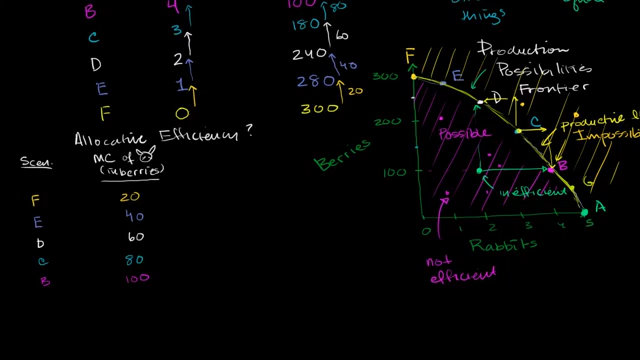 B 4 100 80
C 3 180 60
D 2 240 40
E 1 280 20
F 0 300
things
Allocative Efficiency?
Scen. MC of
(in berries)
F 20
E 40
D 60
C 80
B 100
Production
Possibilities
Frontier
F
E
D
C
B
G
A
300
200
100
Berries
Possible
Impossib
inefficient
0 1 2 3 4 5
Rabbits
not
efficient